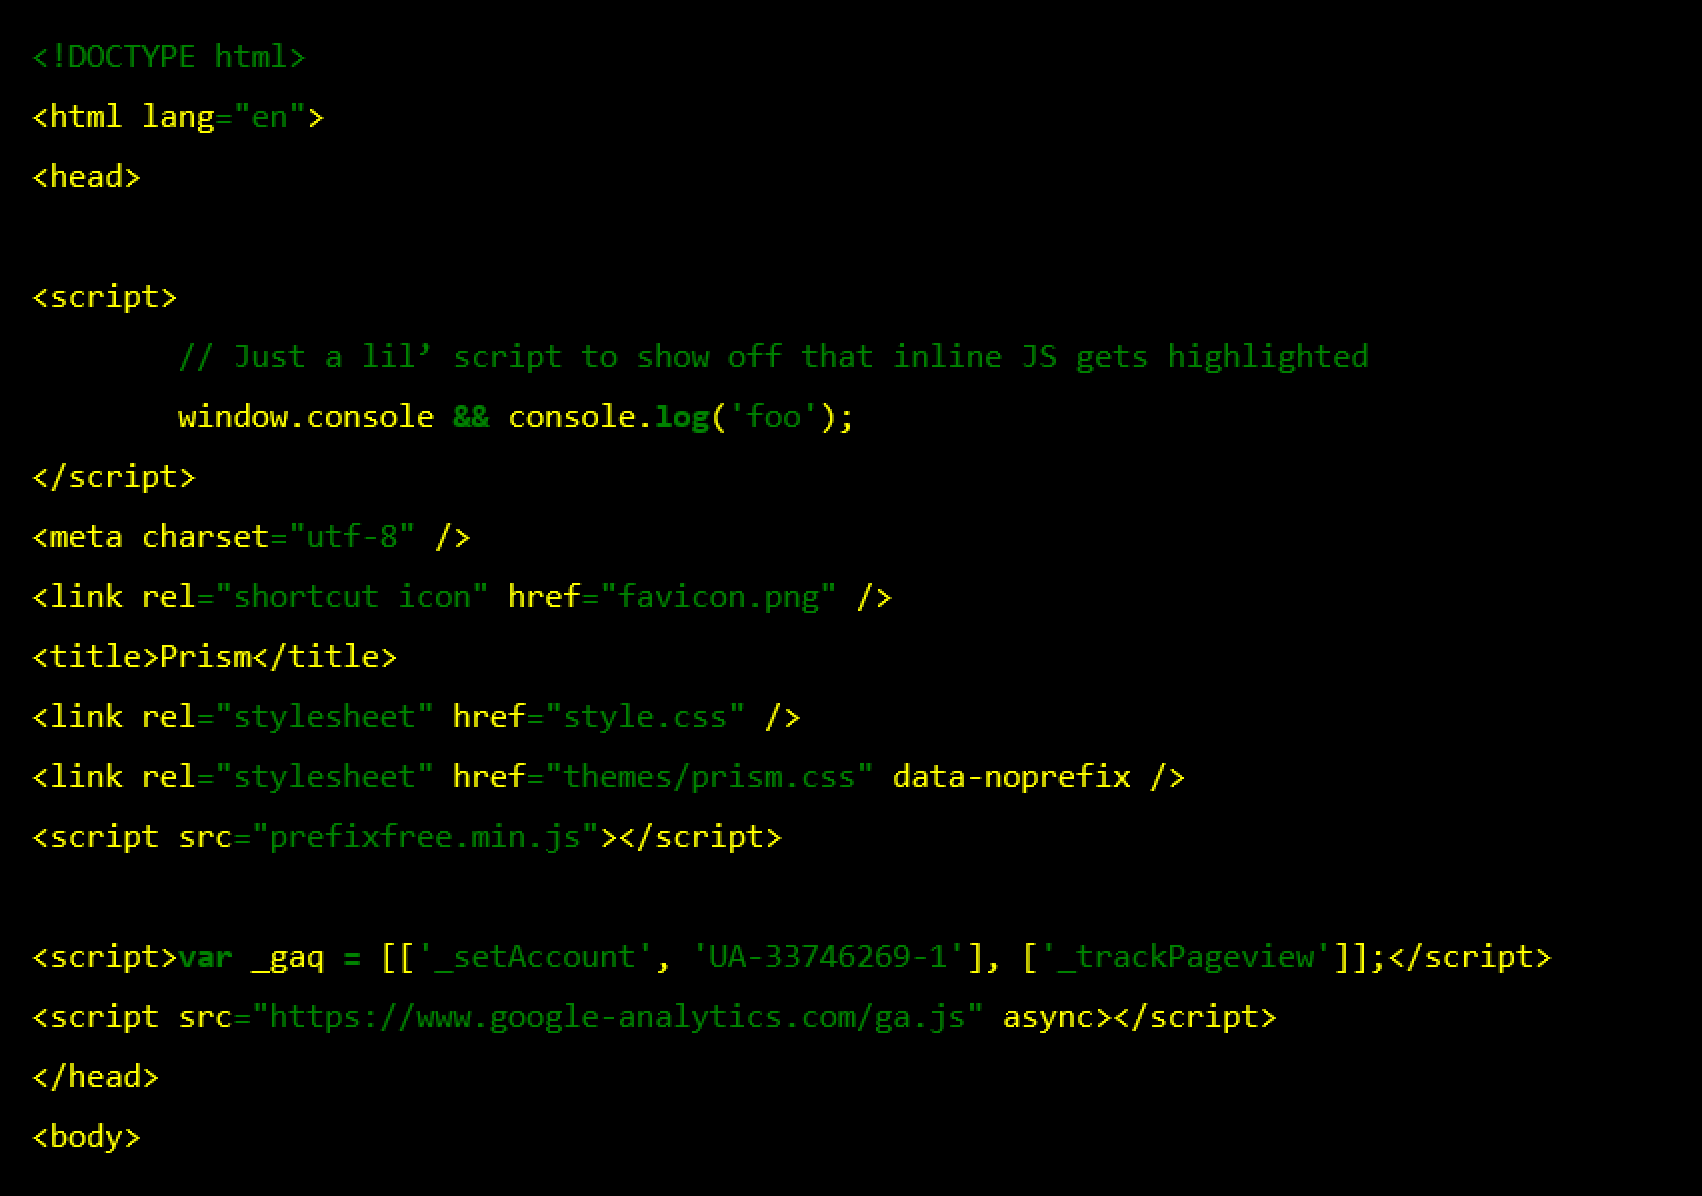 <!DOCTYPE html>
<html lang="en">
<head>

<script>
	// Just a lil’ script to show off that inline JS gets highlighted
	window.console && console.log('foo');
</script>
<meta charset="utf-8" />
<link rel="shortcut icon" href="favicon.png" />
<title>Prism</title>
<link rel="stylesheet" href="style.css" />
<link rel="stylesheet" href="themes/prism.css" data-noprefix />
<script src="prefixfree.min.js"></script>

<script>var _gaq = [['_setAccount', 'UA-33746269-1'], ['_trackPageview']];</script>
<script src="https://www.google-analytics.com/ga.js" async></script>
</head>
<body>